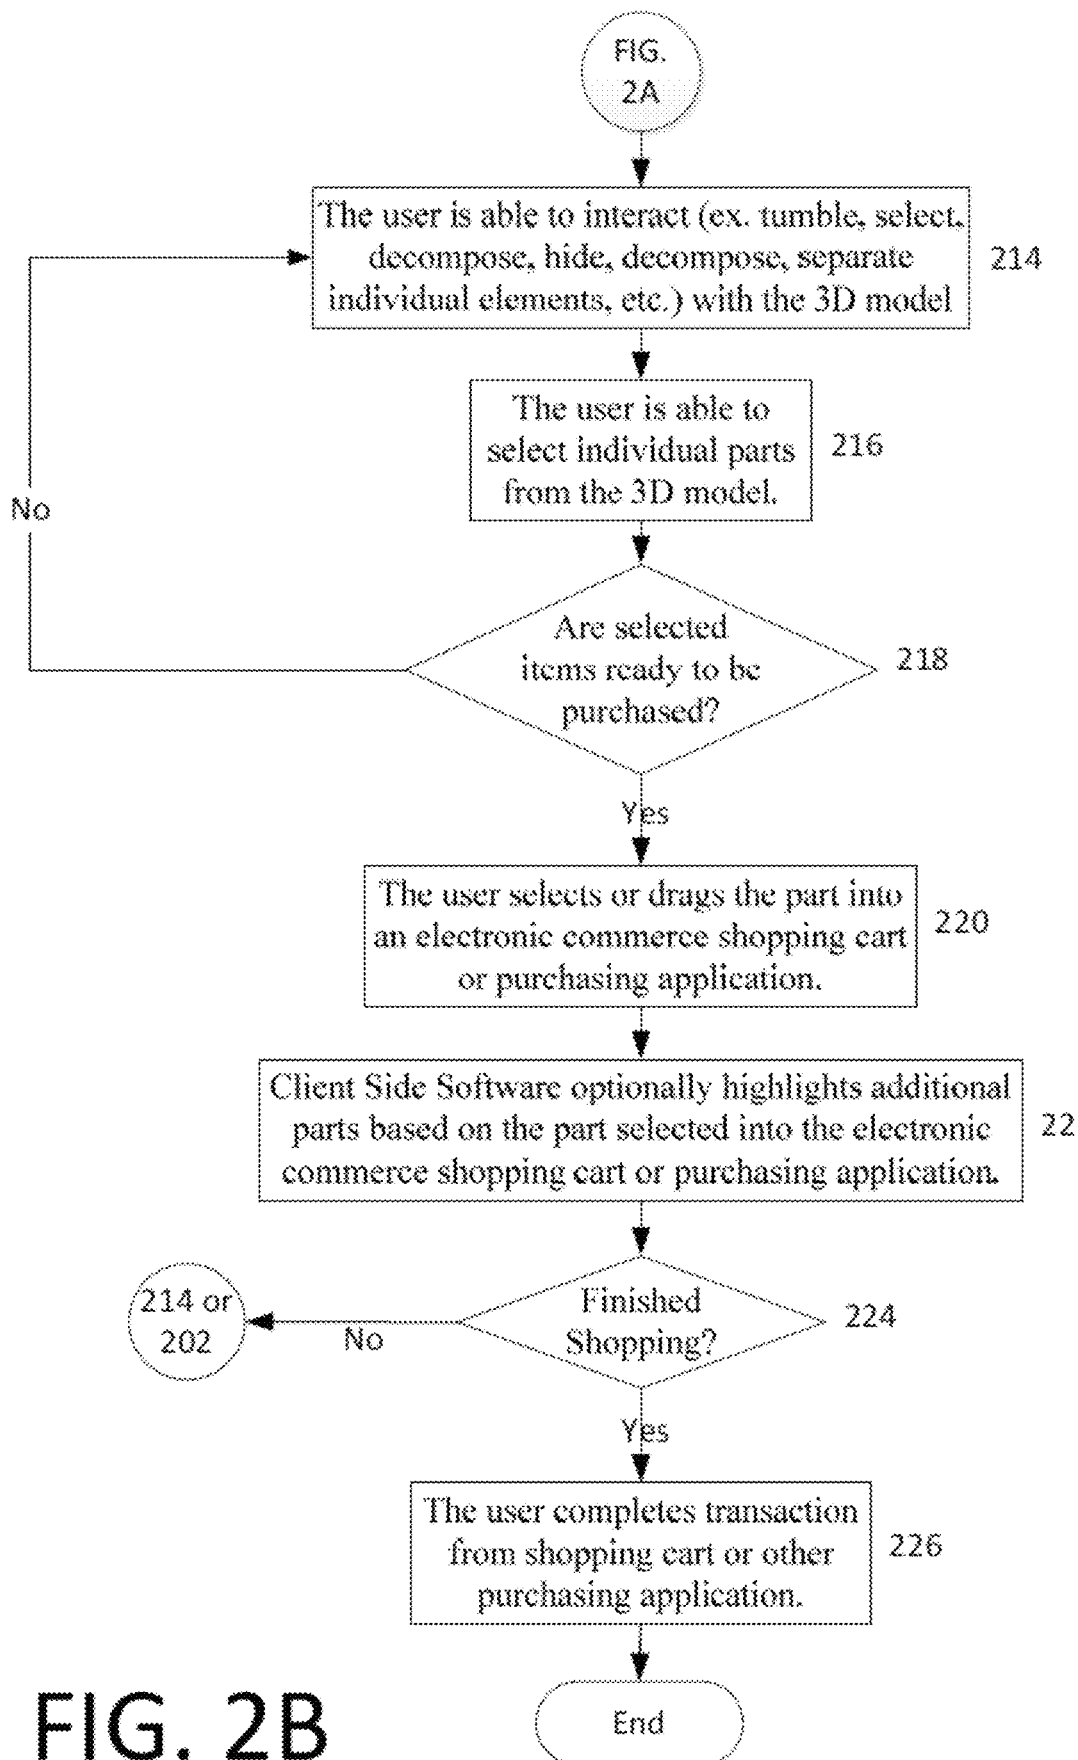 FIG.
2A
The user is able to interact (ex. tumble, select,
decompose, hide, decompose, separate
individual elements, etc.) with the 3D model
214
The user is able to
select individual parts
from the 3D model.
216
No
Are selected
items ready to be
purchased?
218
Yes
The user selects or drags the part into
an electronic commerce shopping cart
or purchasing application.
220
Client Side Software optionally highlights additional
parts based on the part selected into the electronic
commerce shopping cart or purchasing application.
22
Finished
Shopping?
224
No
214 or
202
Yes
The user completes transaction
from shopping cart or other
purchasing application.
226
End
FIG. 2B